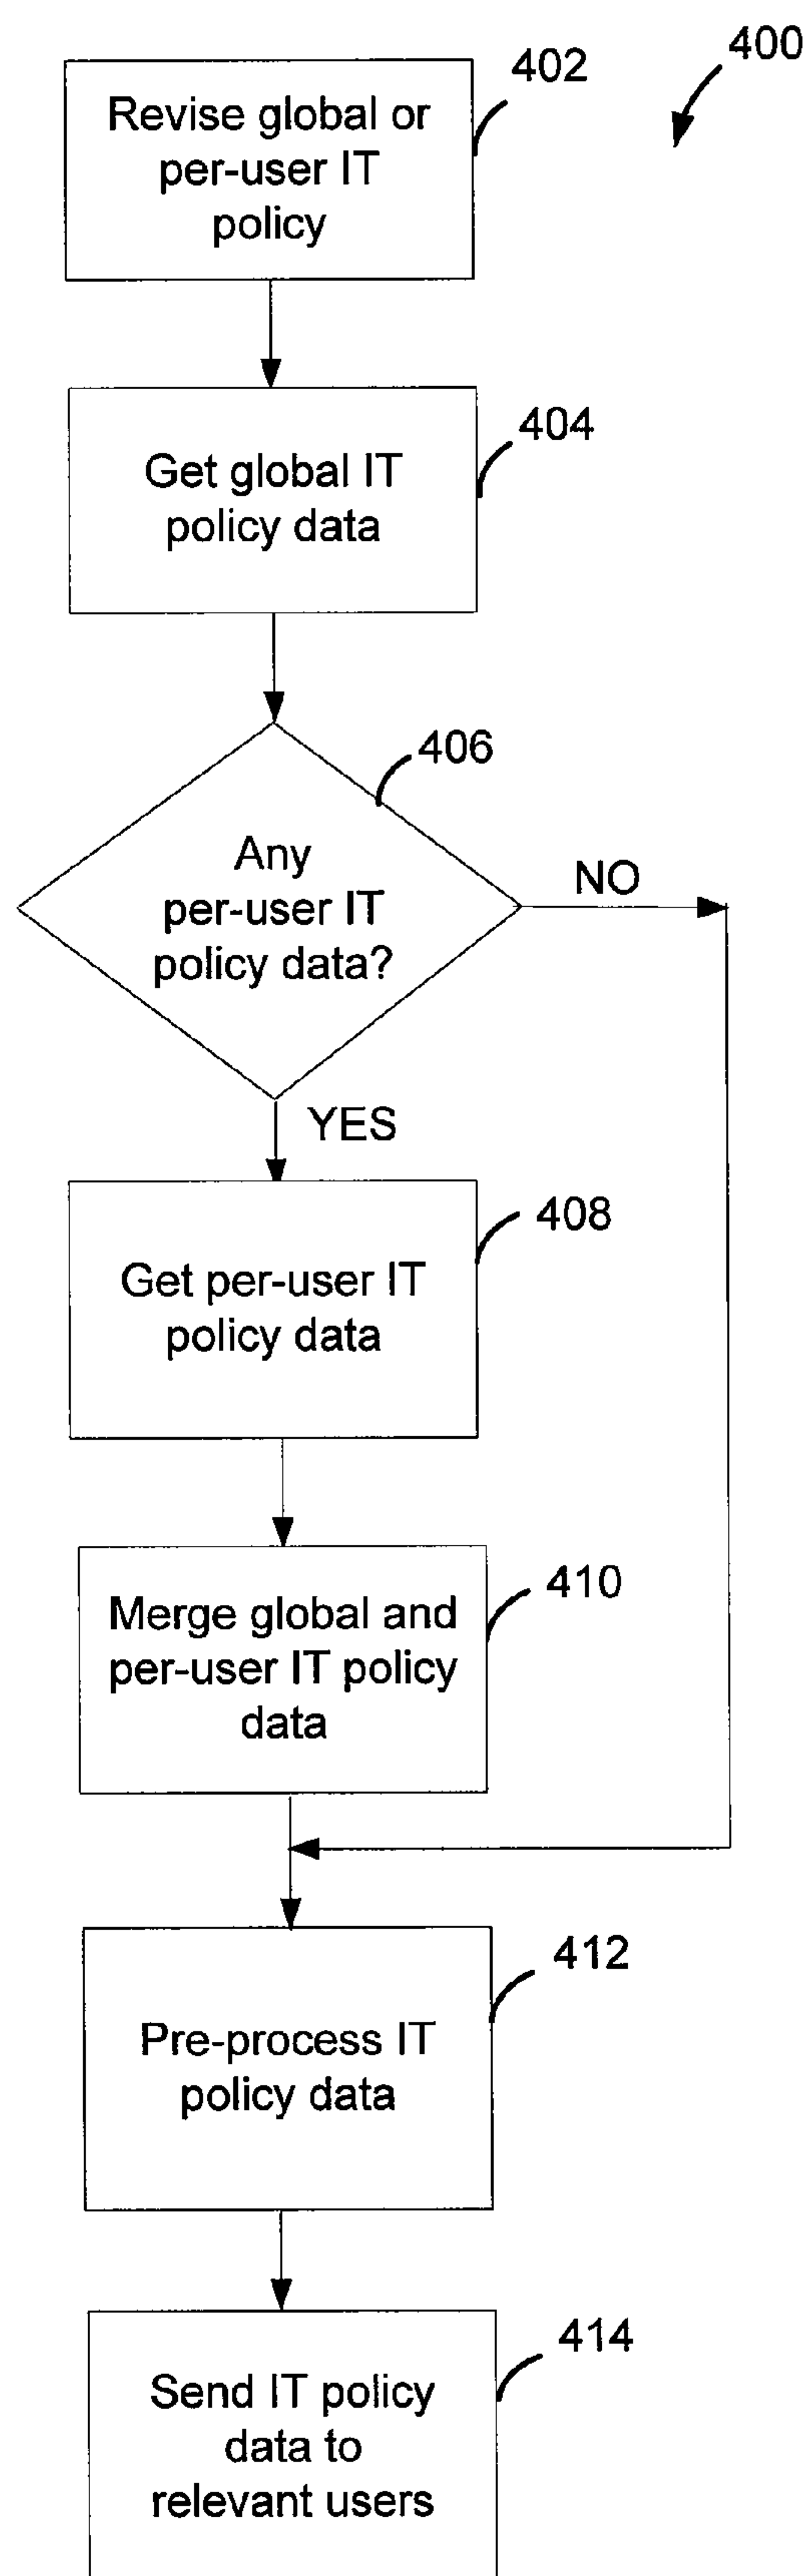 400
402
Revise global or
per-user IT
policy
404
Get global IT
policy data
406
Any
per-user IT
policy data?
NO
YES
408
Get per-user IT
policy data
410
Merge global and
per-user IT policy
data
412
Pre-process IT
policy data
414
Send IT policy
data to
relevant users